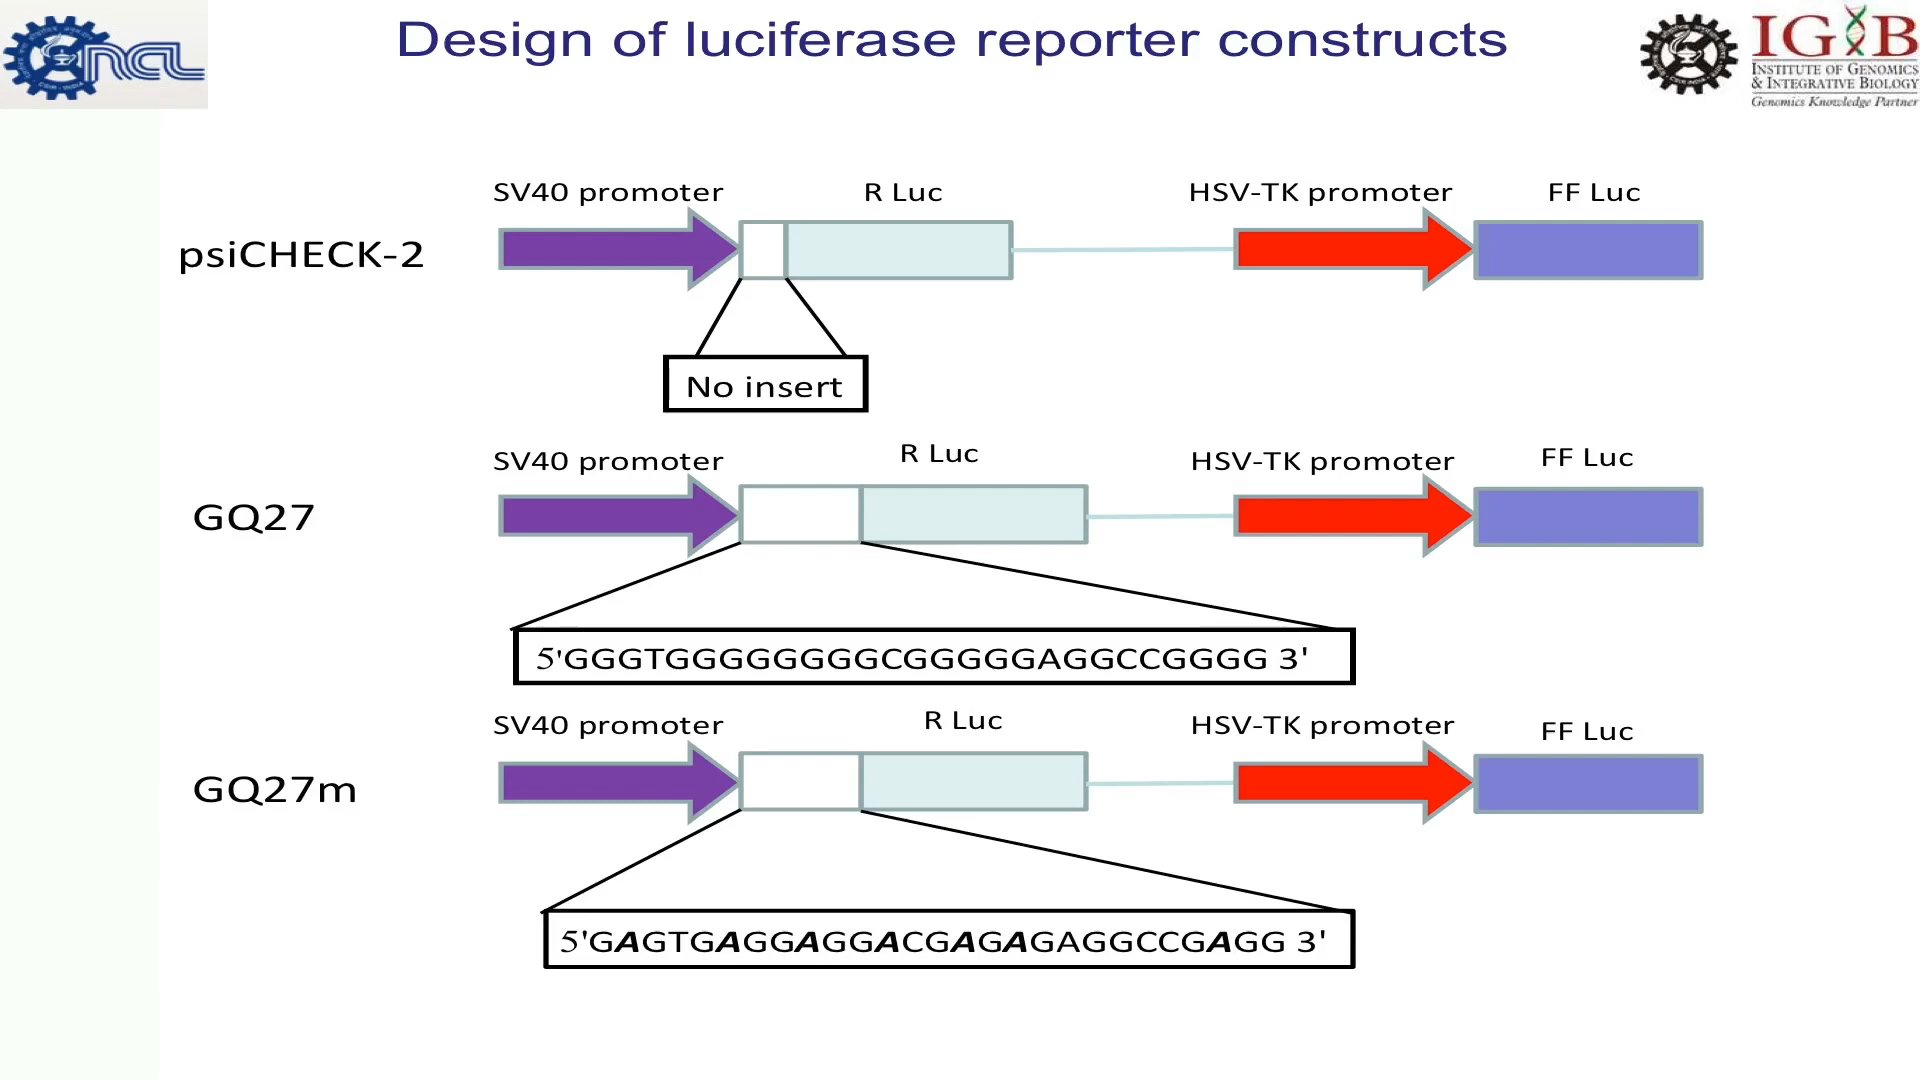 Design of luciferase reporter constructs
NCL
IGIB
INSTITUTE OF GENOMICS
& INTEGRATIVE BIOLOGY
Genomics Knowledge Partner
SV40 promoter R Luc HSV-TK promoter FF Luc
psiCHECK-2
No insert
SV40 promoter R Luc HSV-TK promoter FF Luc
GQ27
5'GGGTGGGGGGGGCGGGGGAGGCCGGGG 3'
SV40 promoter R Luc HSV-TK promoter FF Luc
GQ27m
5'GAGTGAGGAGGACGAGAGAGGCCGAGG 3'